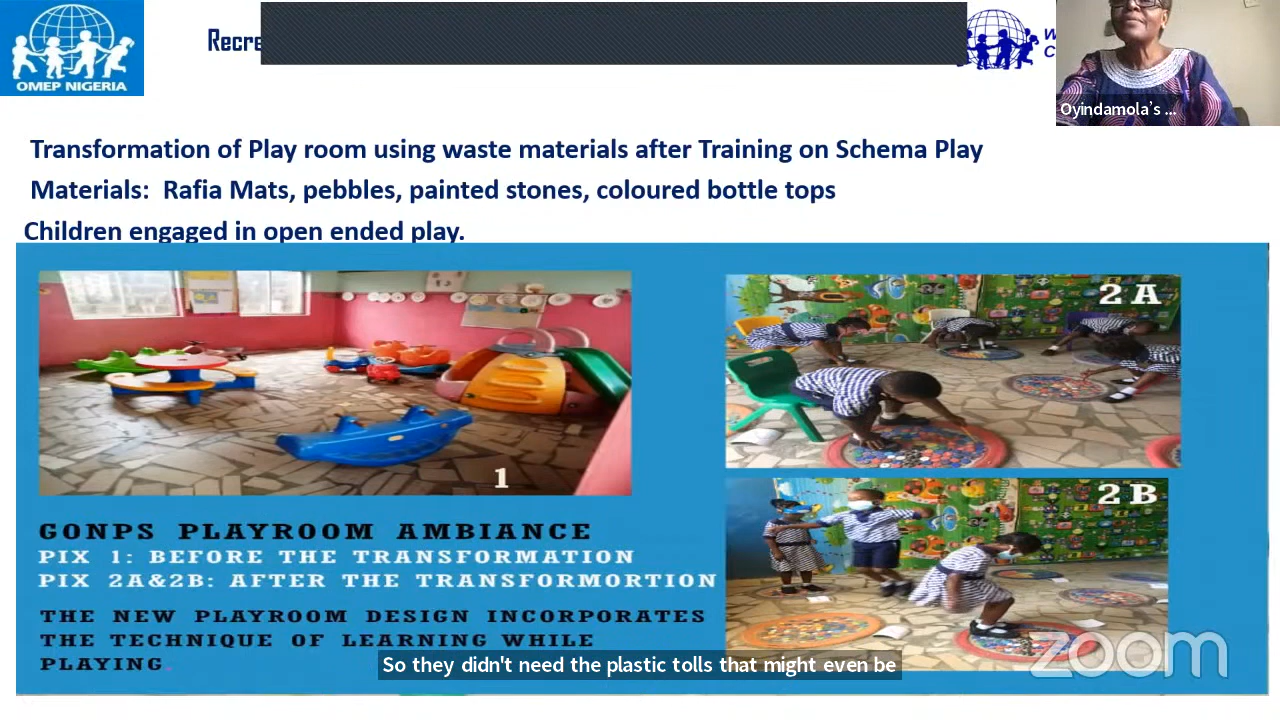 OMEP NIGERIA
Oyindamola's ...
Transformation of Play room using waste materials after Training on Schema Play
Materials: Rafia Mats, pebbles, painted stones, coloured bottle tops
Children engaged in open ended play.
1
2 A
2 B
GONPS PLAYROOM AMBIANCE
PIX 1: BEFORE THE TRANSFORMATION
PIX 2A&2B: AFTER THE TRANSFORMORTION
THE NEW PLAYROOM DESIGN INCORPORATES
THE TECHNIQUE OF LEARNING WHILE
PLAYING.
So they didn't need the plastic tolls that might even be
zoom